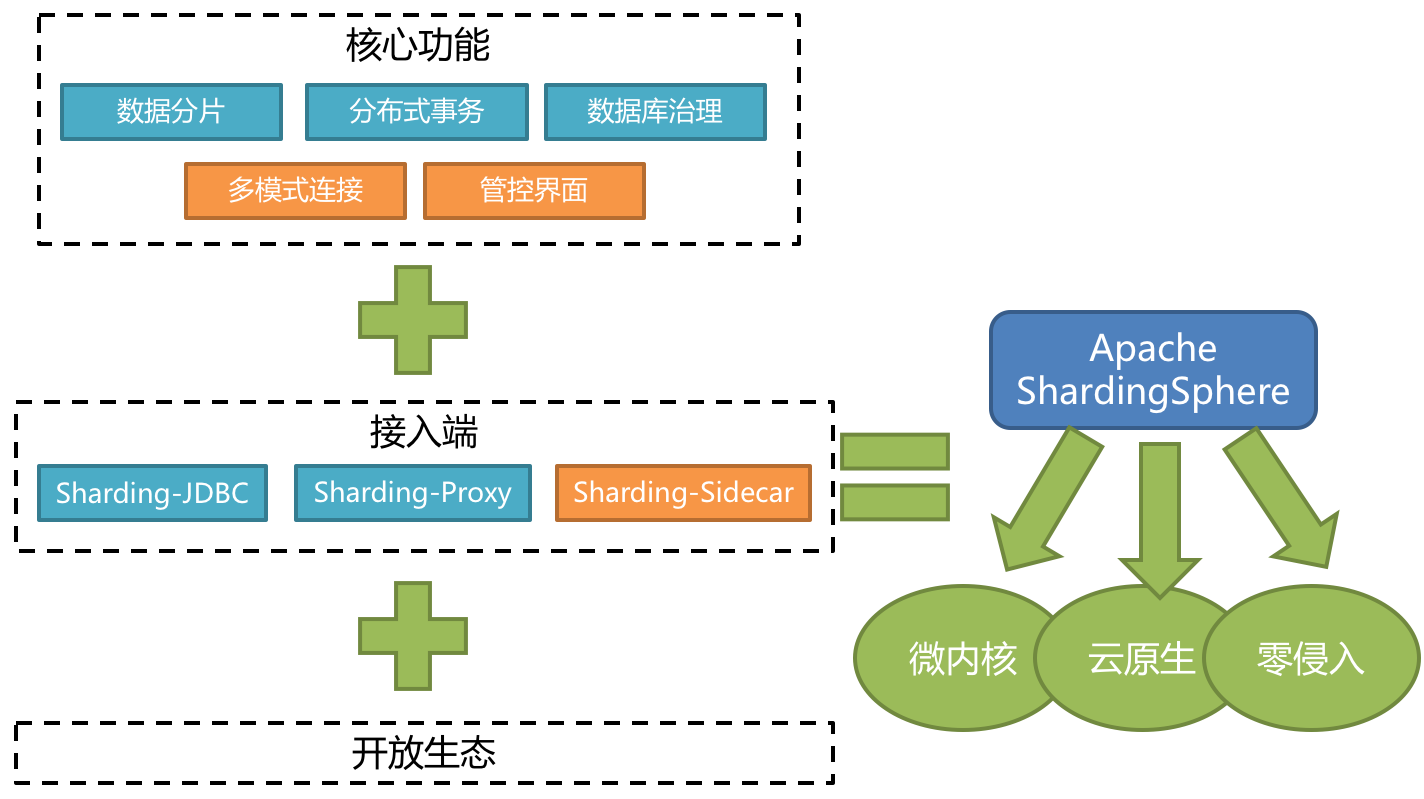 核心功能
数据分片
分布式事务
数据库治理
多模式连接
管控界面
接入端
Sharding-JDBC
Sharding-Proxy
Sharding-Sidecar
开放生态
Apache
ShardingSphere
微内核
云原生
零侵入